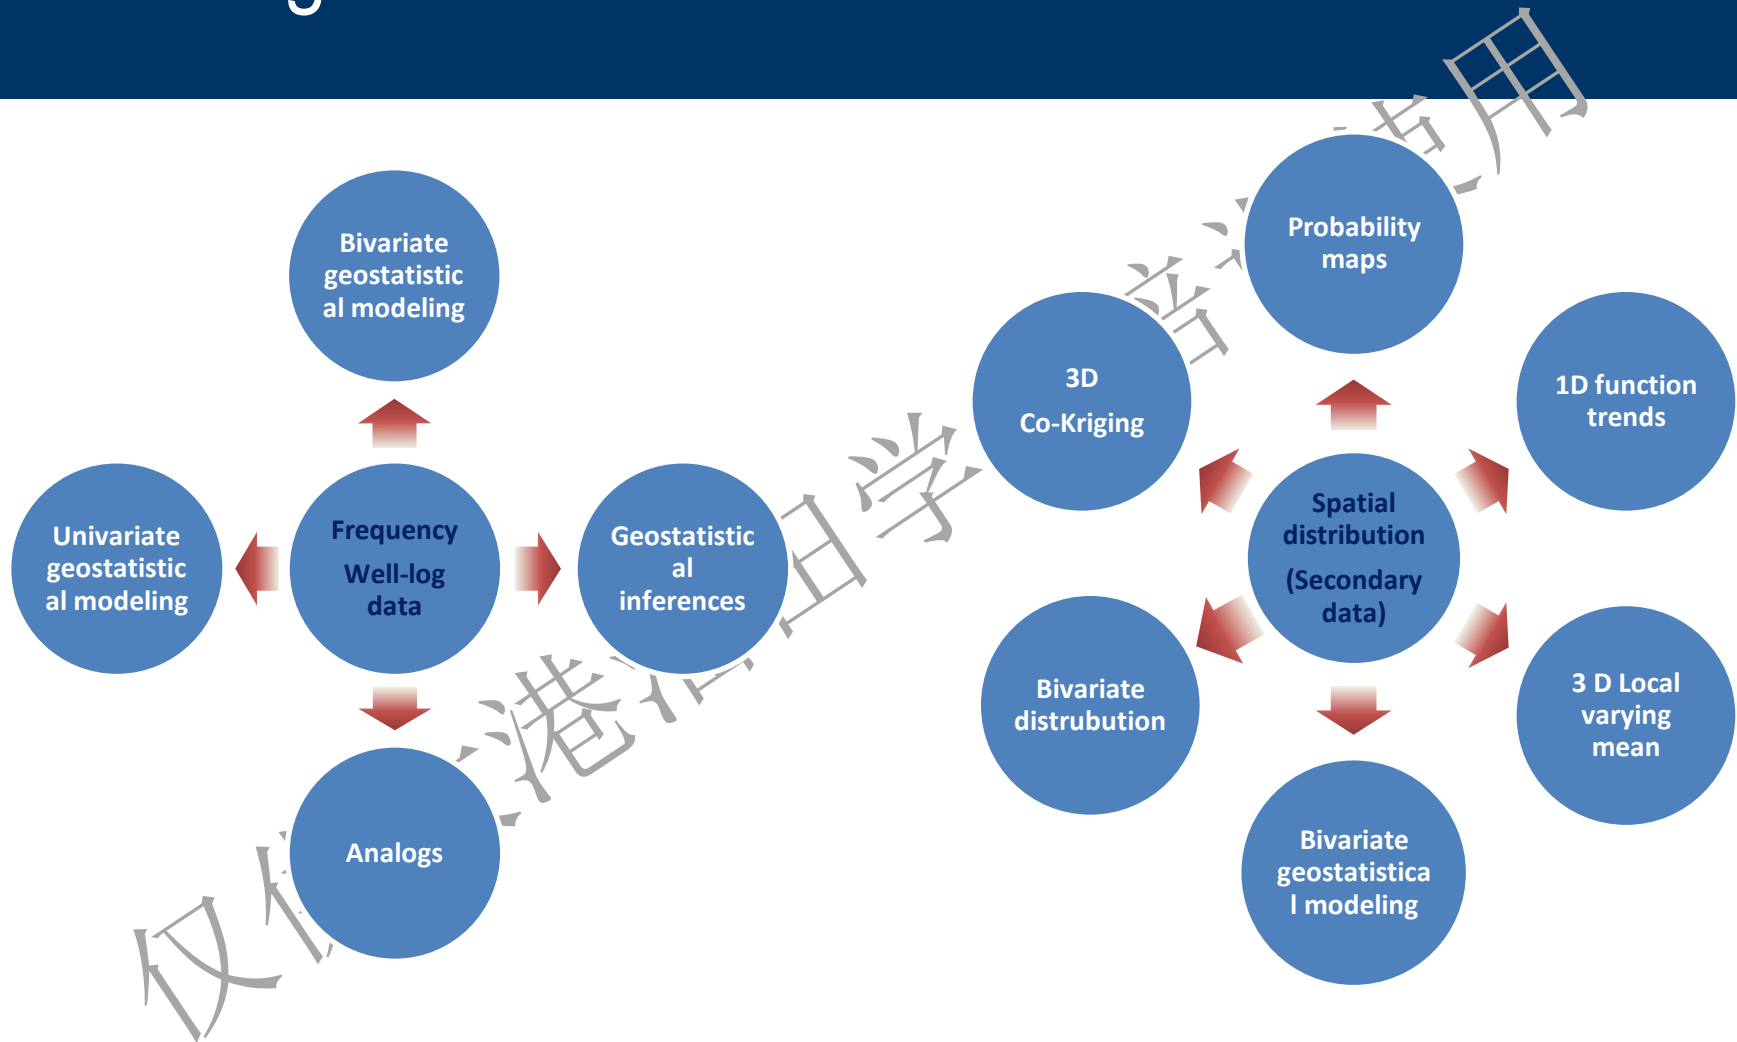 Bivariate
geostatistic
al modeling
Univariate
geostatistic
al modeling
Frequency
Well-log
data
Geostatistic
al
inferences
Analogs
Probability
maps
3D
Co-Kriging
1D function
trends
Spatial
distribution
(Secondary
data)
Bivariate
distrubution
3 D Local
varying
mean
Bivariate
geostatistica
l modeling